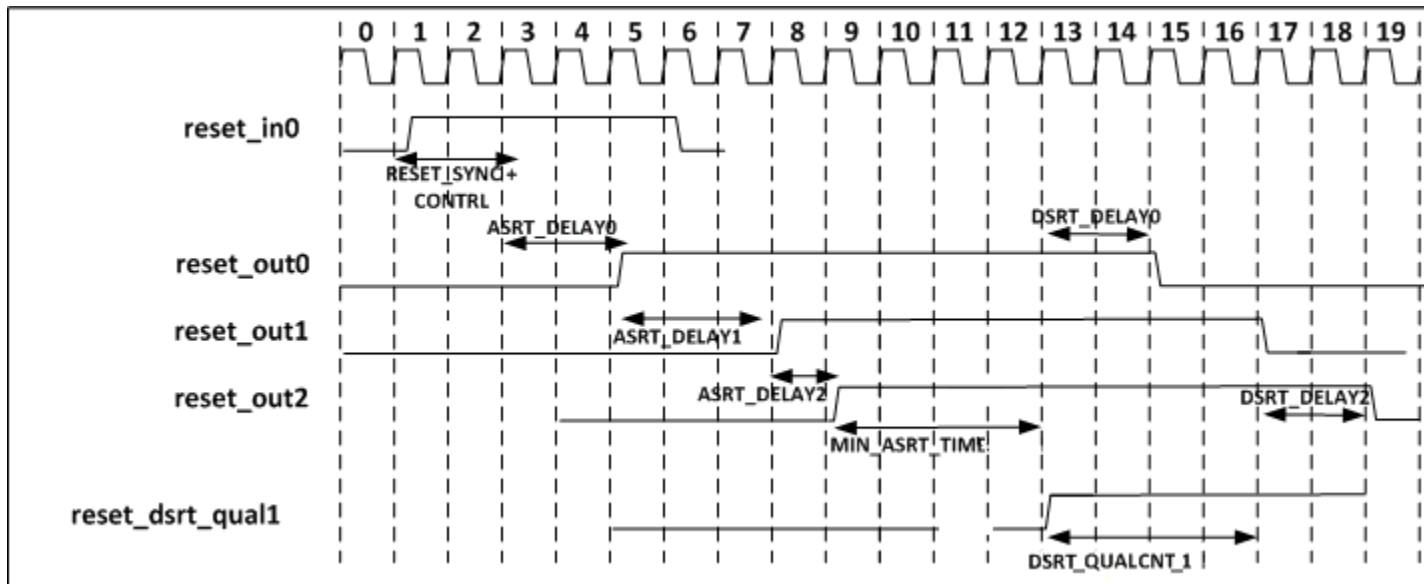 0 1 2 3 4 5 6 7 8 9 10 11 12 13 14 15 16 17 18 19
reset_in0
RESET_SYNC+
CONTRL
ASRT_DELAY0
DSRT_DELAY0
reset_out0
reset_out1
ASRT_DELAY1
reset_out2
ASRT_DELAY2
DSRT_DELAY2
MIN_ASRT_TIME
reset_dsrt_qual1
DSRT_QUALCNT_1